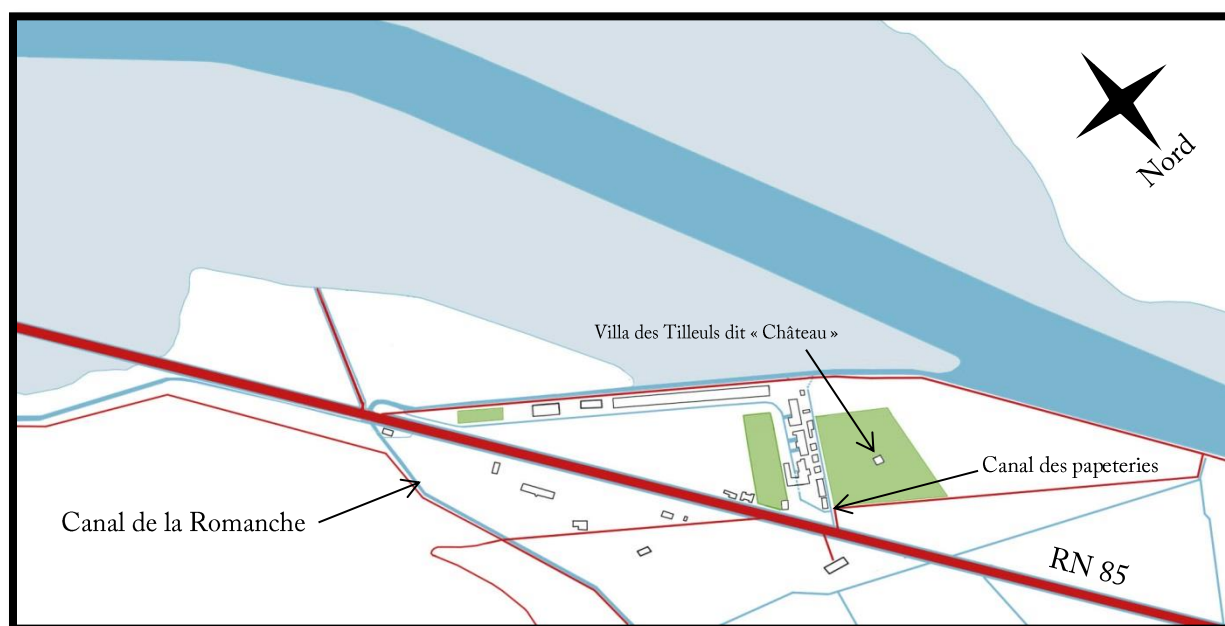 Nord
Villa des Tilleuls dit « Château »
Canal des papeteries
Canal de la Romanche
RN 85